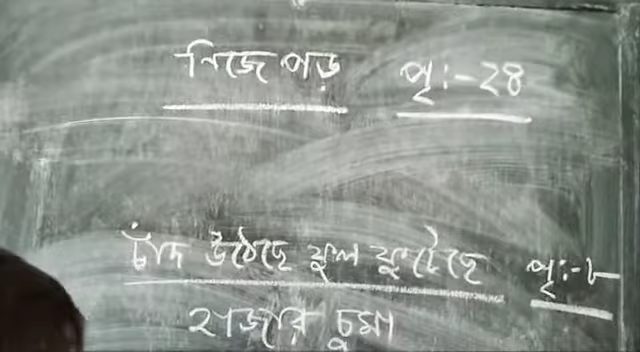 নিজে পড় পৃঃ-২৪
চাঁদ উঠেছে ফুল ফুটেছে পৃঃ-৮
হাজার চুমা